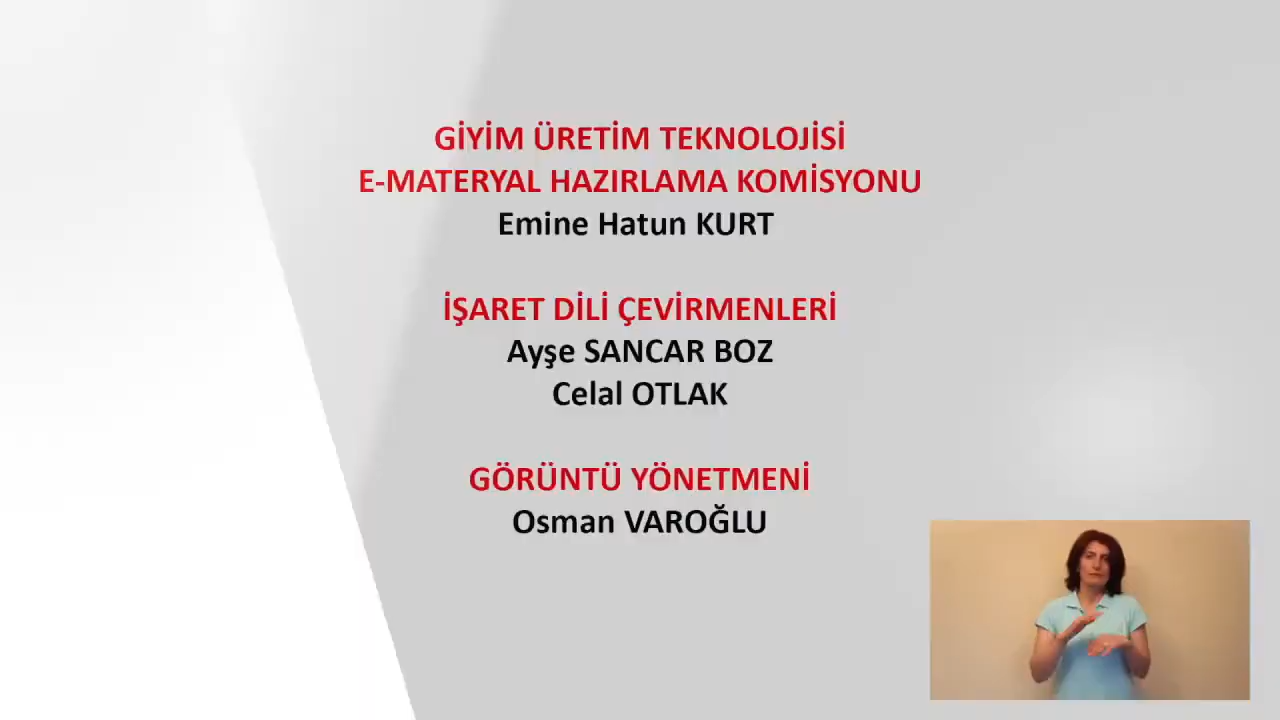 GİYİM ÜRETİM TEKNOLOJİSİ
E-MATERYAL HAZIRLAMA KOMİSYONU
Emine Hatun KURT
İŞARET DİLİ ÇEVİRMENLERİ
Ayşe SANCAR BOZ
Celal OTLAK
GÖRÜNTÜ YÖNETMENİ
Osman VAROĞLU